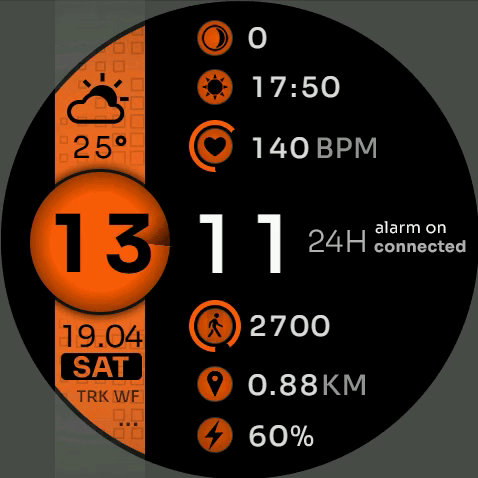 0
17:50
25°
140 BPM
13 11 24H alarm on
connected
19.04
2700
SAT
0.88KM
TRK WF
...
60%